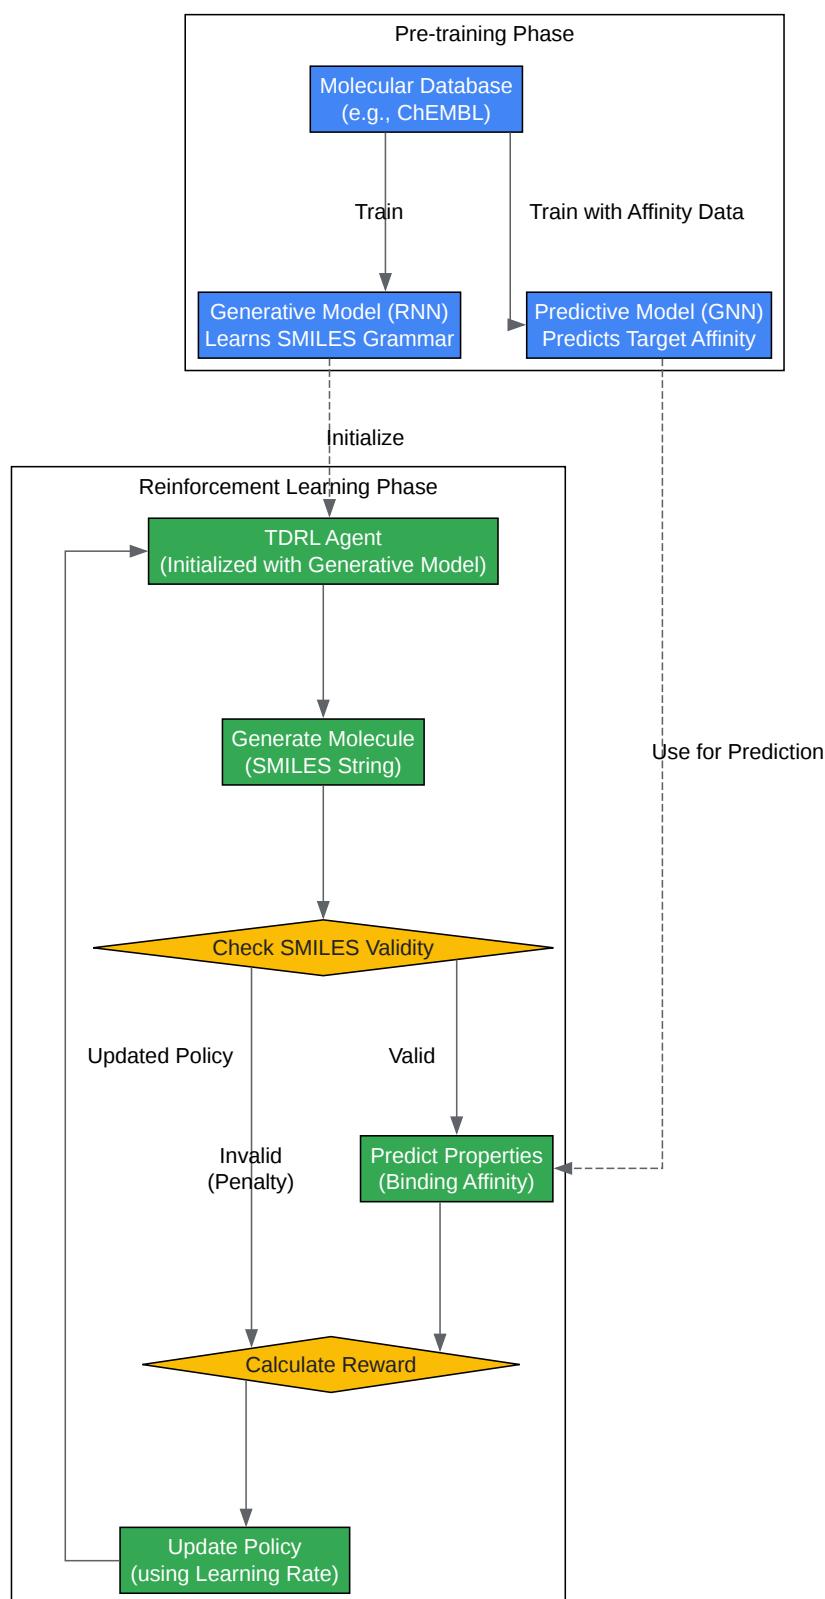 Pre-training Phase
Molecular Database
(e.g., ChEMBL)
Train
Train with Affinity Data
Generative Model (RNN)
Learns SMILES Grammar
Predictive Model (GNN)
Predicts Target Affinity
Initialize
Reinforcement Learning Phase
TDRL Agent
(Initialized with Generative Model)
Generate Molecule
(SMILES String)
Use for Prediction
Check SMILES Validity
Updated Policy
Valid
Invalid
(Penalty)
Predict Properties
(Binding Affinity)
Calculate Reward
Update Policy
(using Learning Rate)